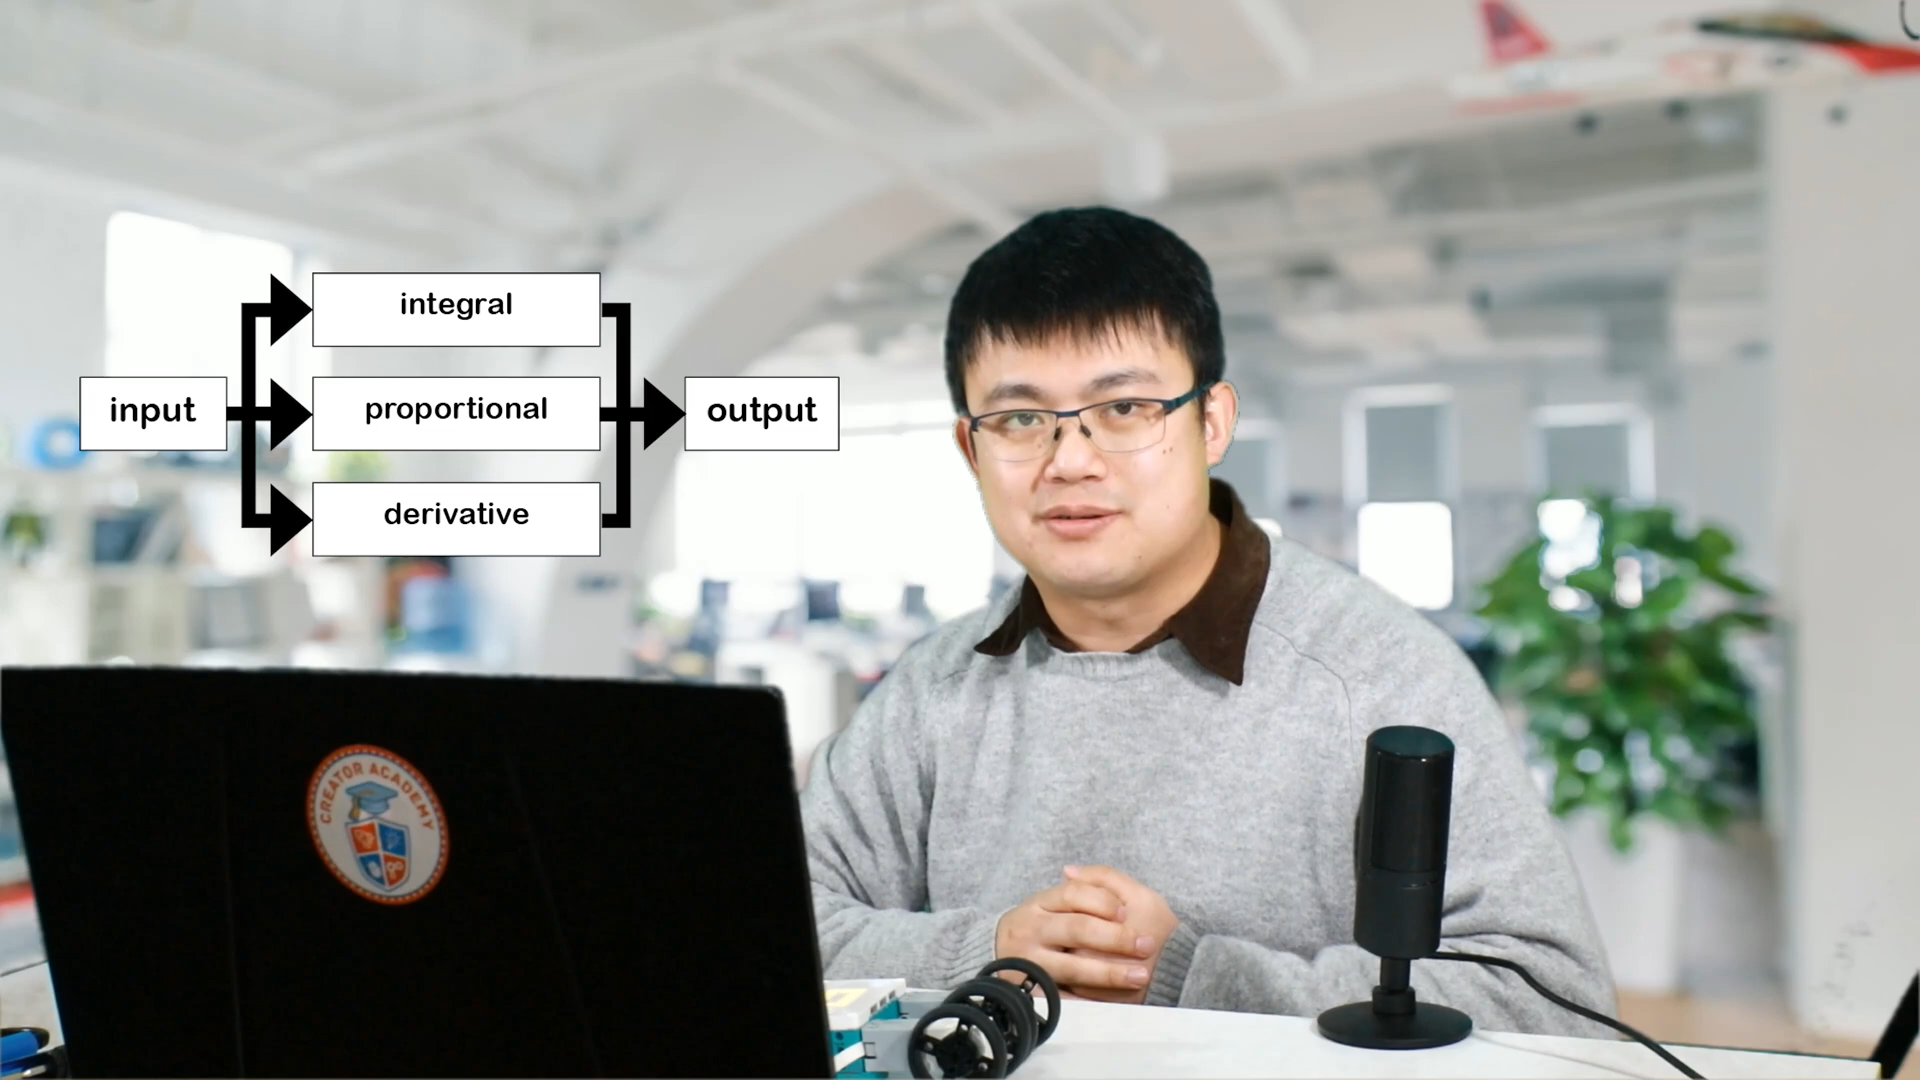 integral
input
proportional
output
derivative
CREATOR ACADEMY